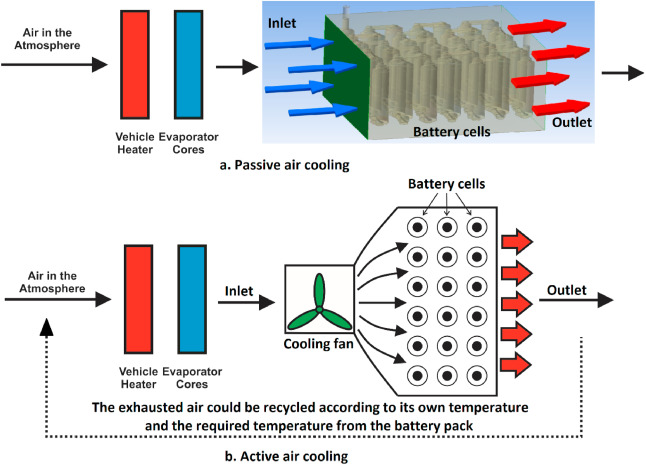 Air in the
Atmosphere
Inlet
Vehicle
Heater
Evaporator
Cores
Battery cells
Outlet
a. Passive air cooling
Battery cells
Air in the
Atmosphere
Inlet
Outlet
Cooling fan
Vehicle
Heater
Evaporator
Cores
The exhausted air could be recycled according to its own temperature
and the required temperature from the battery pack
b. Active air cooling